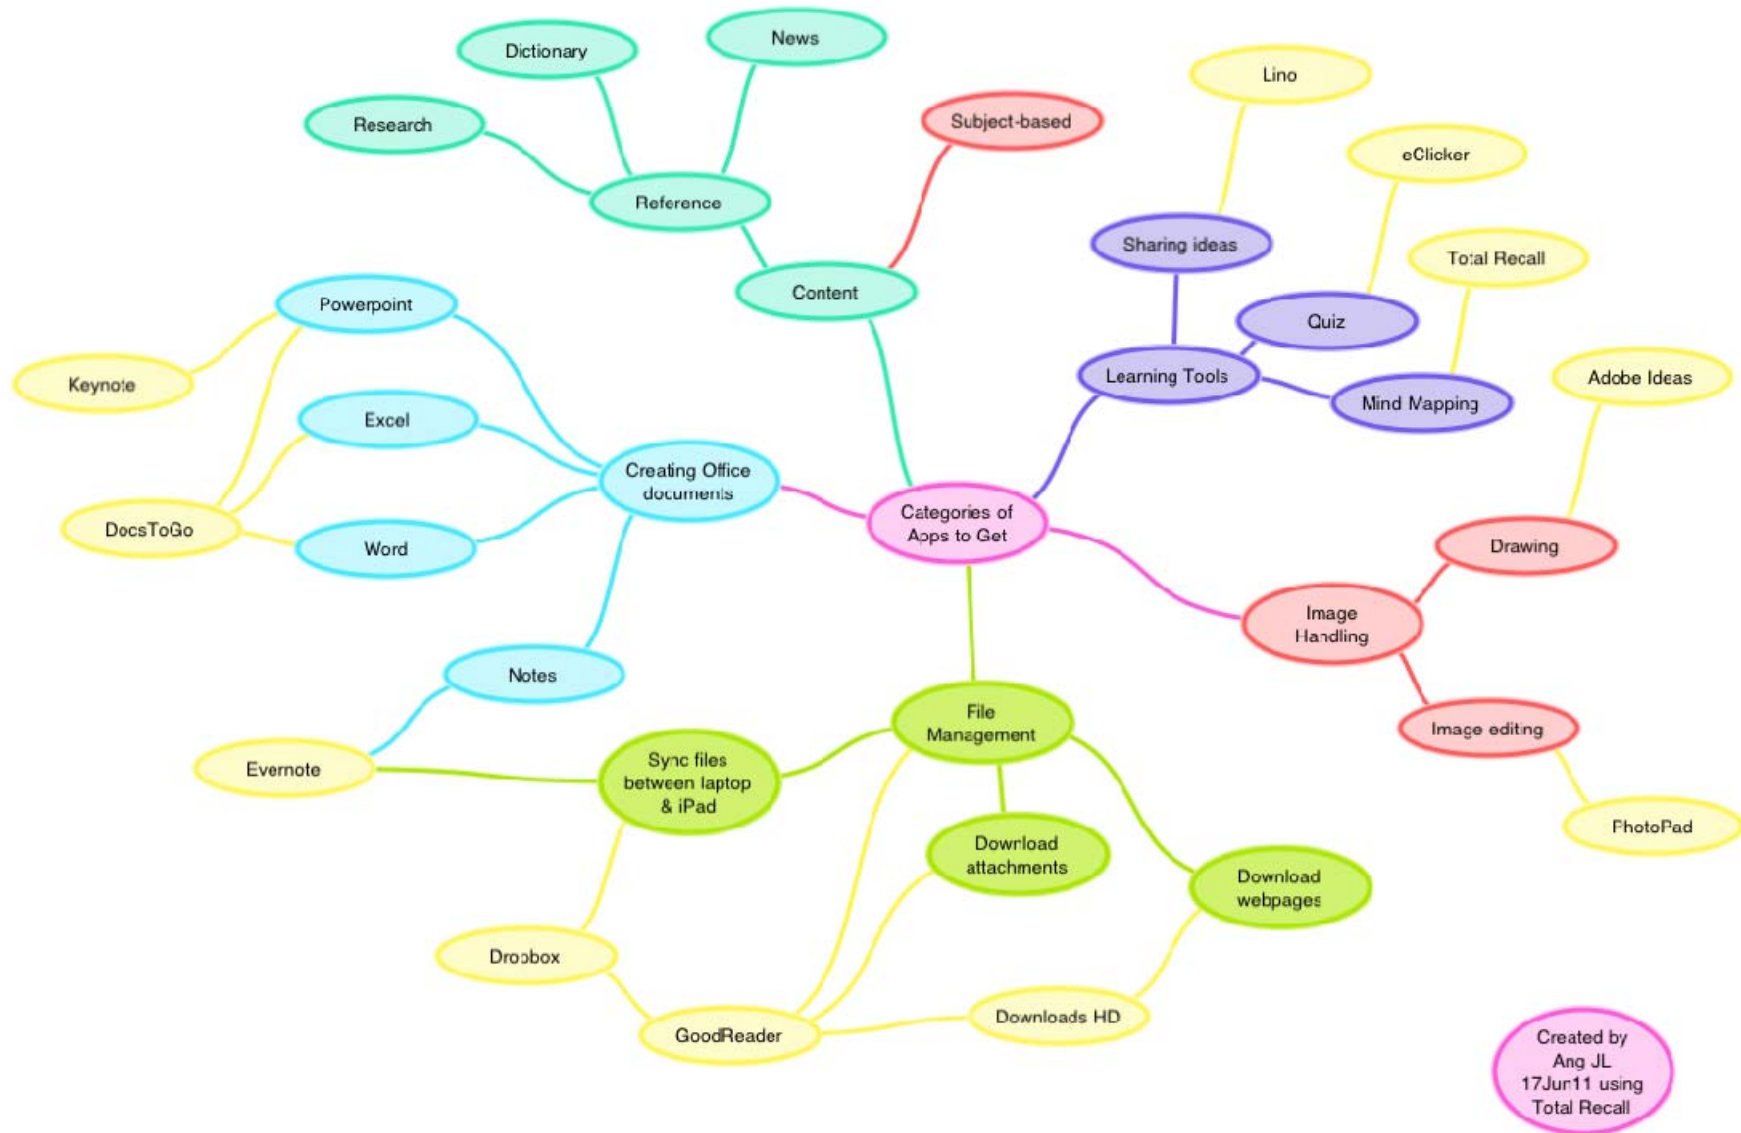 Dictionary
News
Research
Reference
Content
Subject-based
Lino
eClicker
Sharing ideas
Total Recall
Quiz
Learning Tools
Mind Mapping
Adobe Ideas
Powerpoint
Keynote
Excel
DocsToGo
Word
Creating Office
documents
Notes
Evernote
Categories of
Apps to Get
Drawing
Image
Handling
Image editing
PhotoPad
File
Management
Sync files
between laptop
& iPad
Download
attachments
Download
webpages
Dropbox
GoodReader
Downloads HD
Created by
Ang JL
17Jun11 using
Total Recall